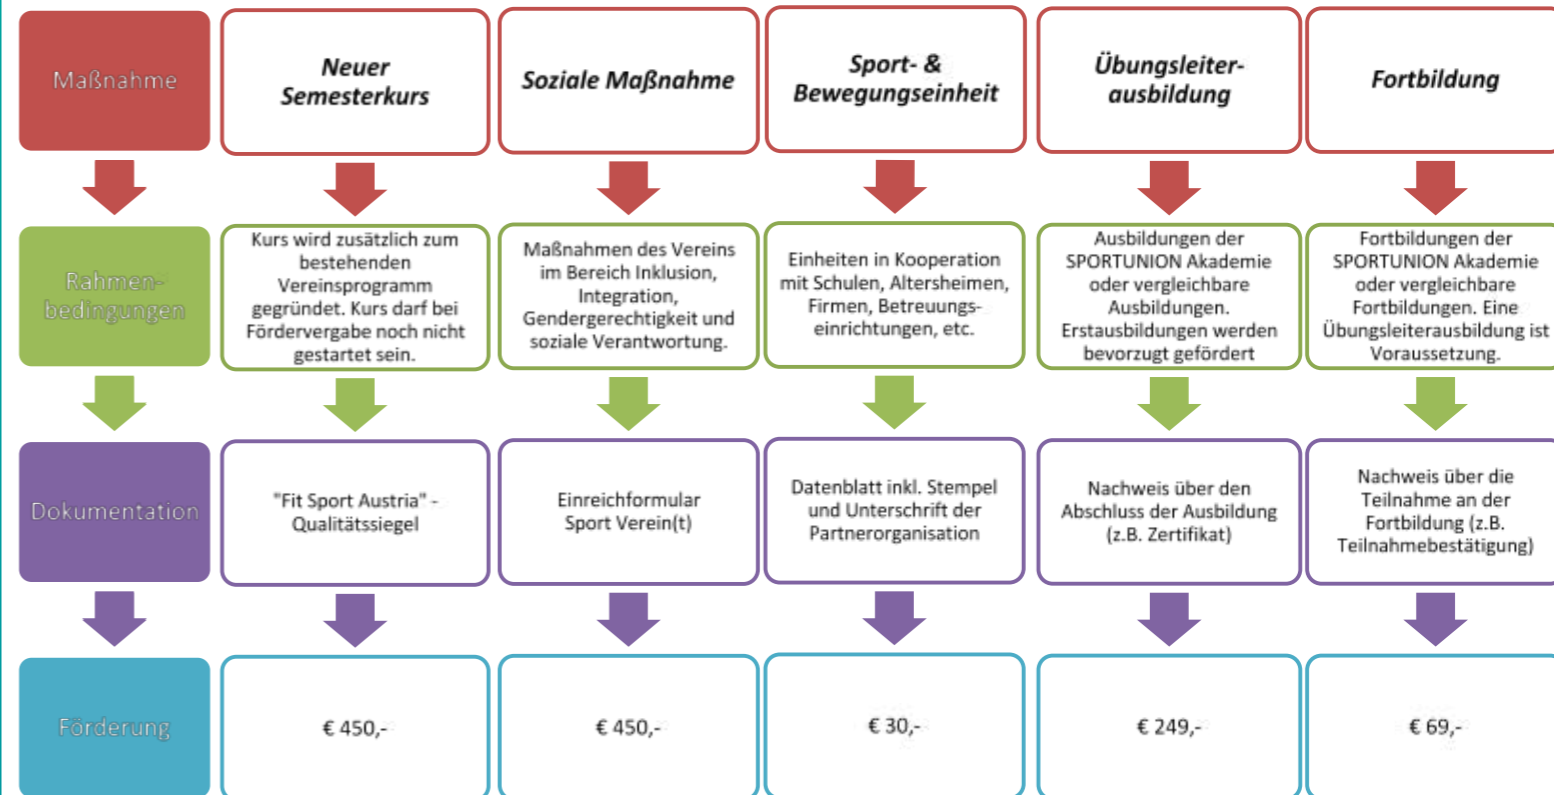 Maßnahme
Neuer
Semesterkurs
Soziale Maßnahme
Sport- &
Bewegungseinheit
Übungsleiter-
ausbildung
Fortbildung
Rahmen-
bedingungen
Kurs wird zusätzlich zum
bestehenden
Vereinsprogramm
gegründet. Kurs darf bei
Fördervergabe noch nicht
gestartet sein.
Maßnahmen des Vereins
im Bereich Inklusion,
Integration,
Gendergerechtigkeit und
soziale Verantwortung.
Einheiten in Kooperation
mit Schulen, Altersheimen,
Firmen, Betreuungs-
einrichtungen, etc.
Ausbildungen der
SPORTUNION Akademie
oder vergleichbare
Ausbildungen.
Erstausbildungen werden
bevorzugt gefördert
Fortbildungen der
SPORTUNION Akademie
oder vergleichbare
Fortbildungen. Eine
Übungsleiterausbildung ist
Voraussetzung.
Dokumentation
"Fit Sport Austria" -
Qualitätssiegel
Einreichformular
Sport Verein(t)
Datenblatt inkl. Stempel
und Unterschrift der
Partnerorganisation
Nachweis über den
Abschluss der Ausbildung
(z.B. Zertifikat)
Nachweis über die
Teilnahme an der
Fortbildung (z.B.
Teilnahmebestätigung)
Förderung
€ 450,-
€ 450,-
€ 30,-
€ 249,-
€ 69,-